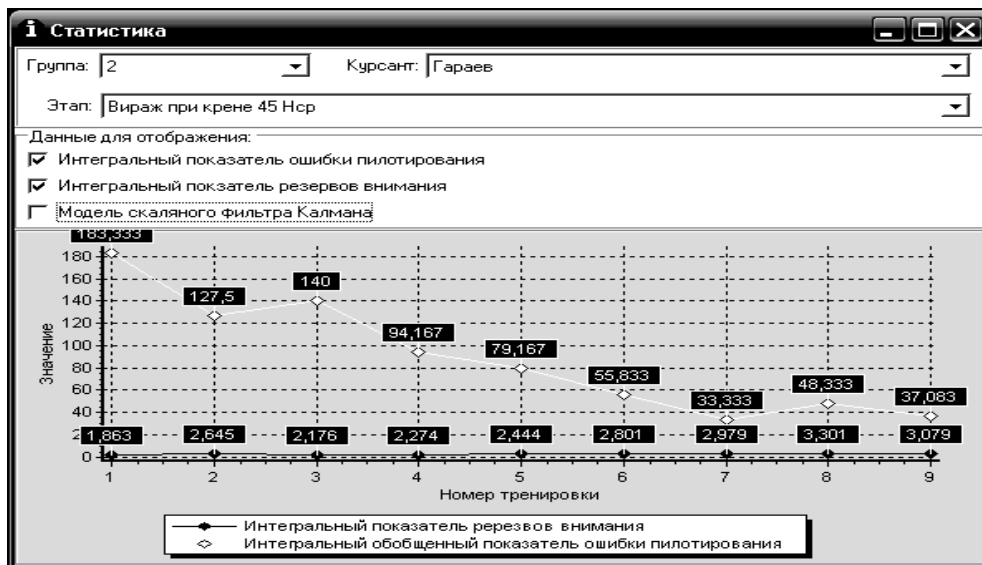 Статистика
Группа: 2 Курсант: Гараев
Этап: Вираж при крене 45 Нср
Данные для отображения:
Интегральный показатель ошибки пилотирования
Интегральный покзатель резервов внимания
Модель скаляного фильтра Калмана
183,333
180
160
140
120
100
80
60
40
2
0
Значение
127,5
140
94,167
79,167
55,833
33,333
48,333
37,083
1,863 2,645 2,176 2,274 2,444 2,801 2,979 3,301 3,079
1 2 3 4 5 6 7 8 9
Номер тренировки
Интегральный показатель ререзвов внимания
Интегральный обобщенный показатель ошибки пилотирования